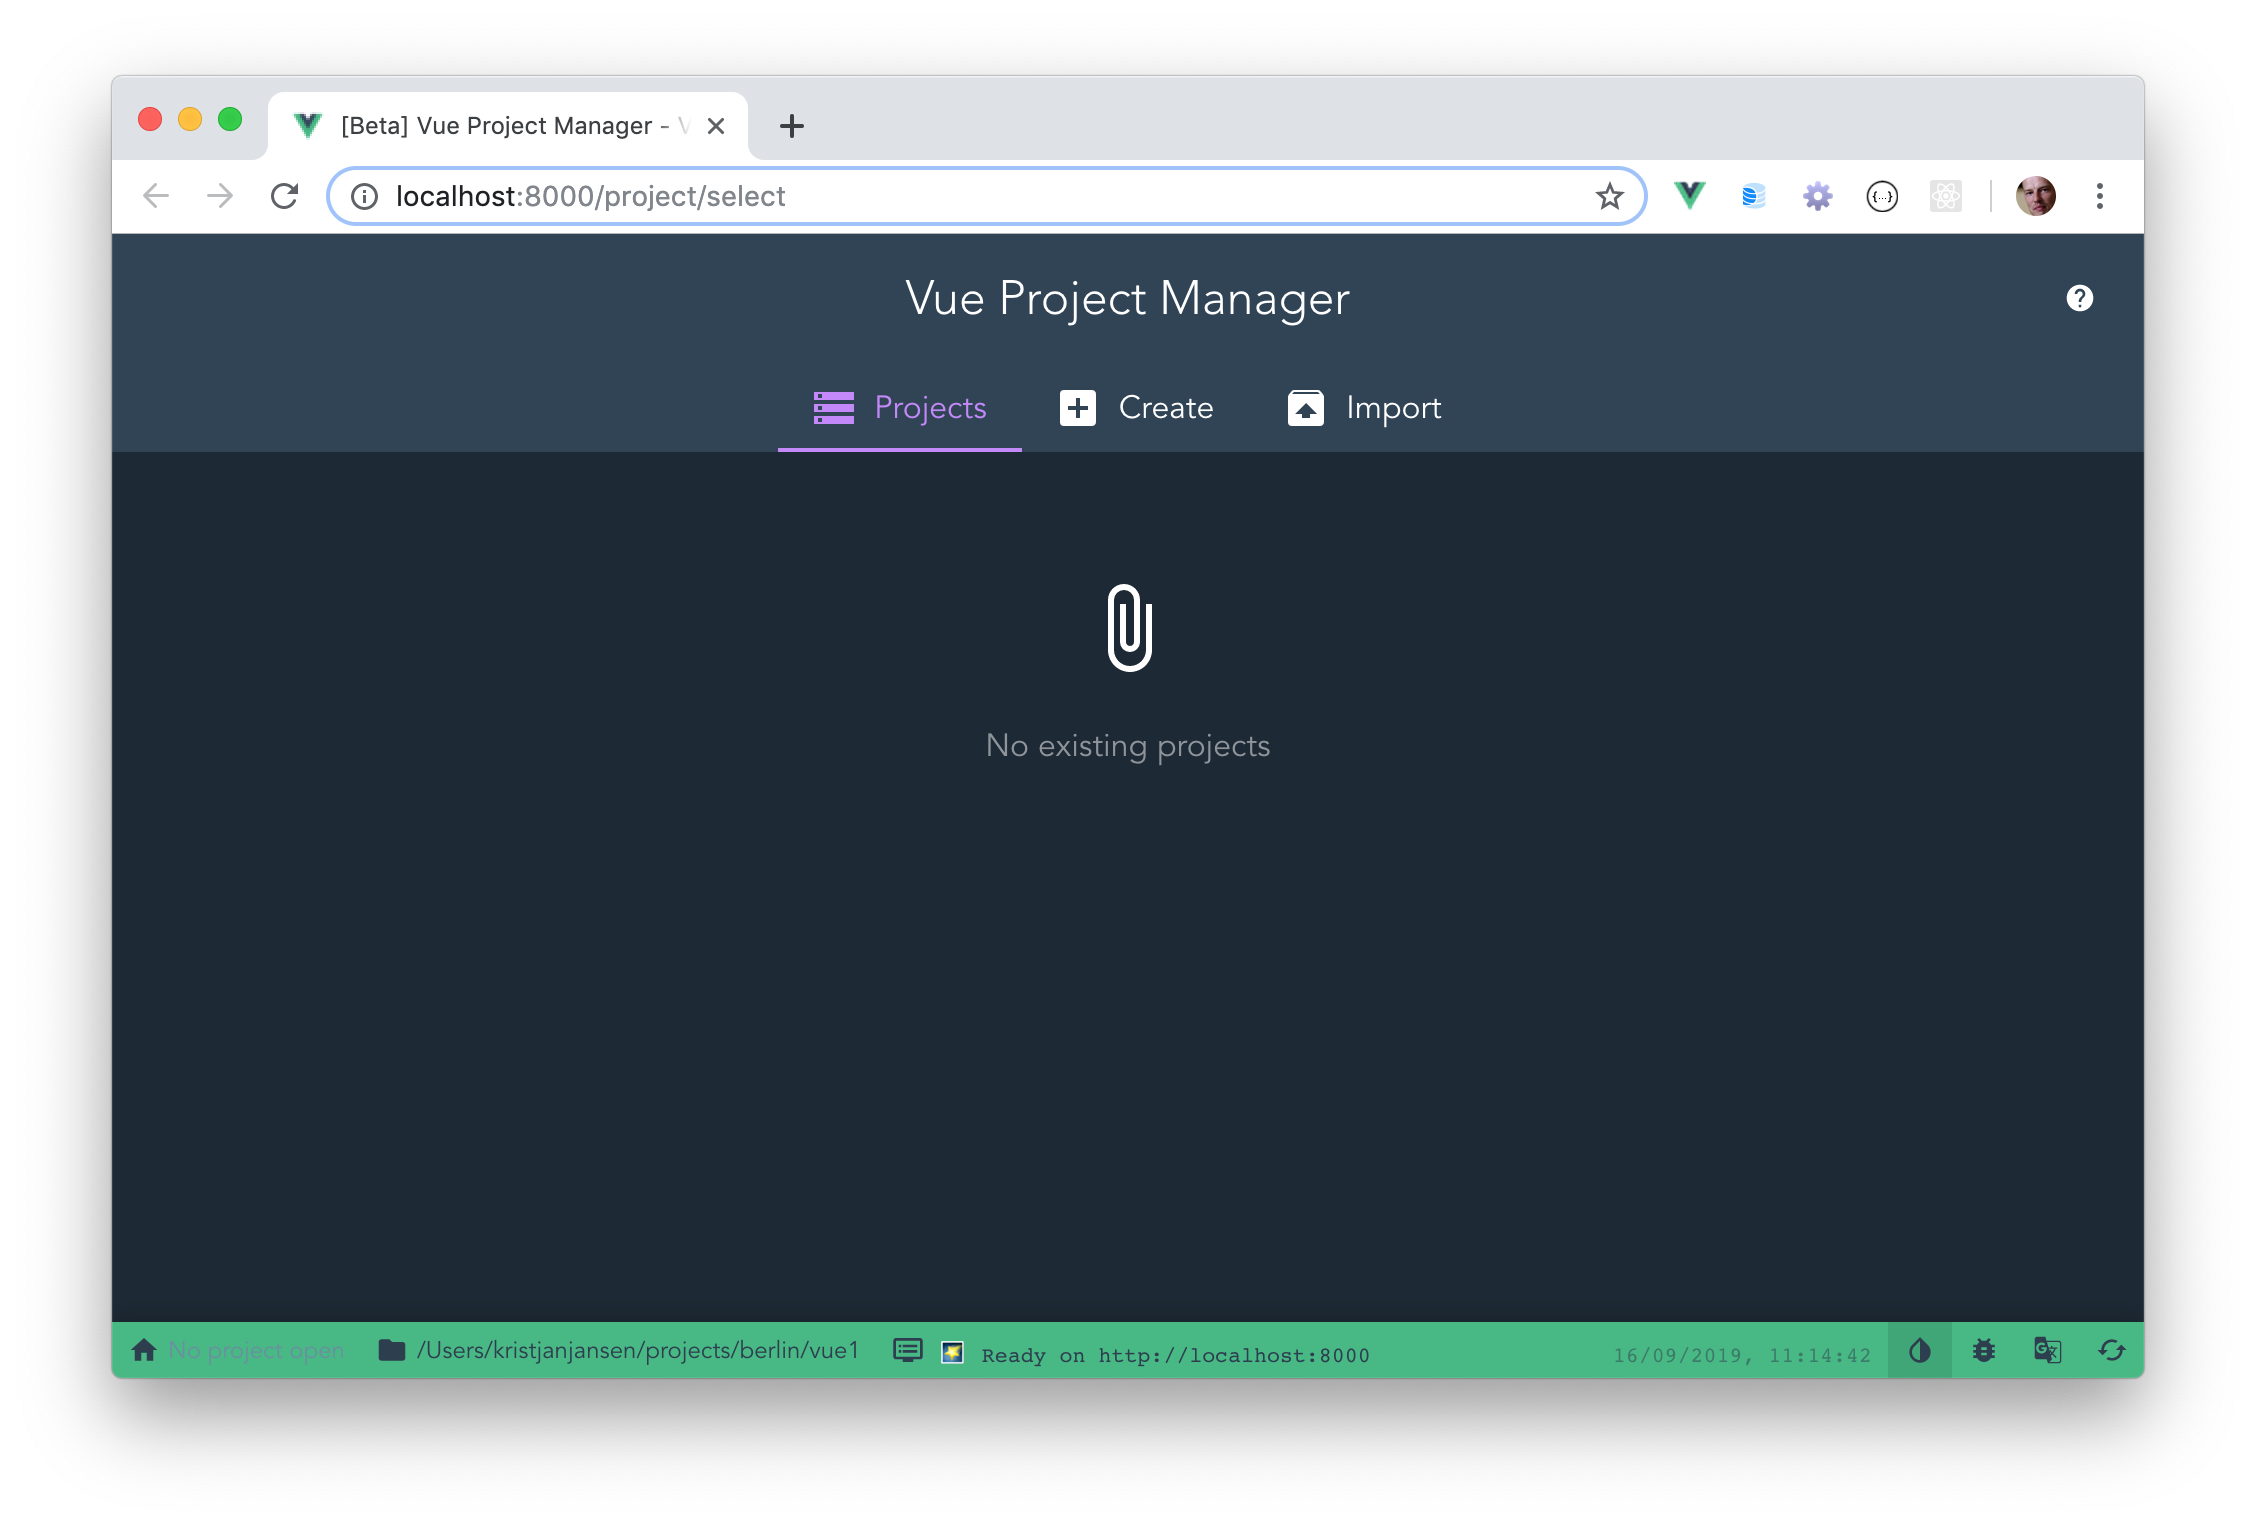 [Beta] Vue Project Manager -
localhost:8000/project/select
Vue Project Manager
Projects
Create
Import
No existing projects
No project open
/Users/kristjanjansen/projects/berlin/vue1
Ready on http://localhost:8000
16/09/2019, 11:14:42